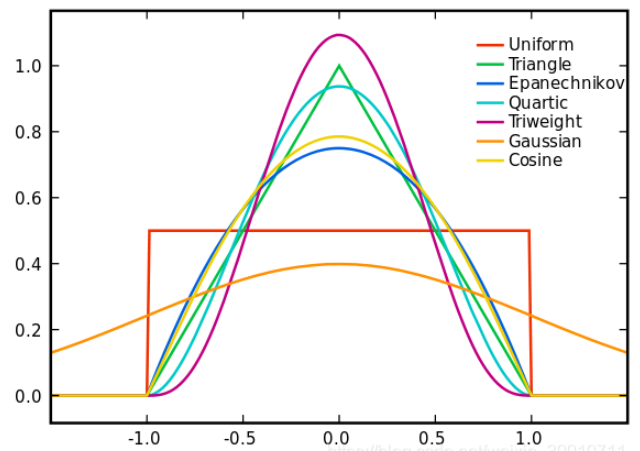 Uniform
Triangle
Epanechnikov
Quartic
Triweight
Gaussian
Cosine
1.0
0.8
0.6
0.4
0.2
0.0
-1.0 -0.5 0.0 0.5 1.0